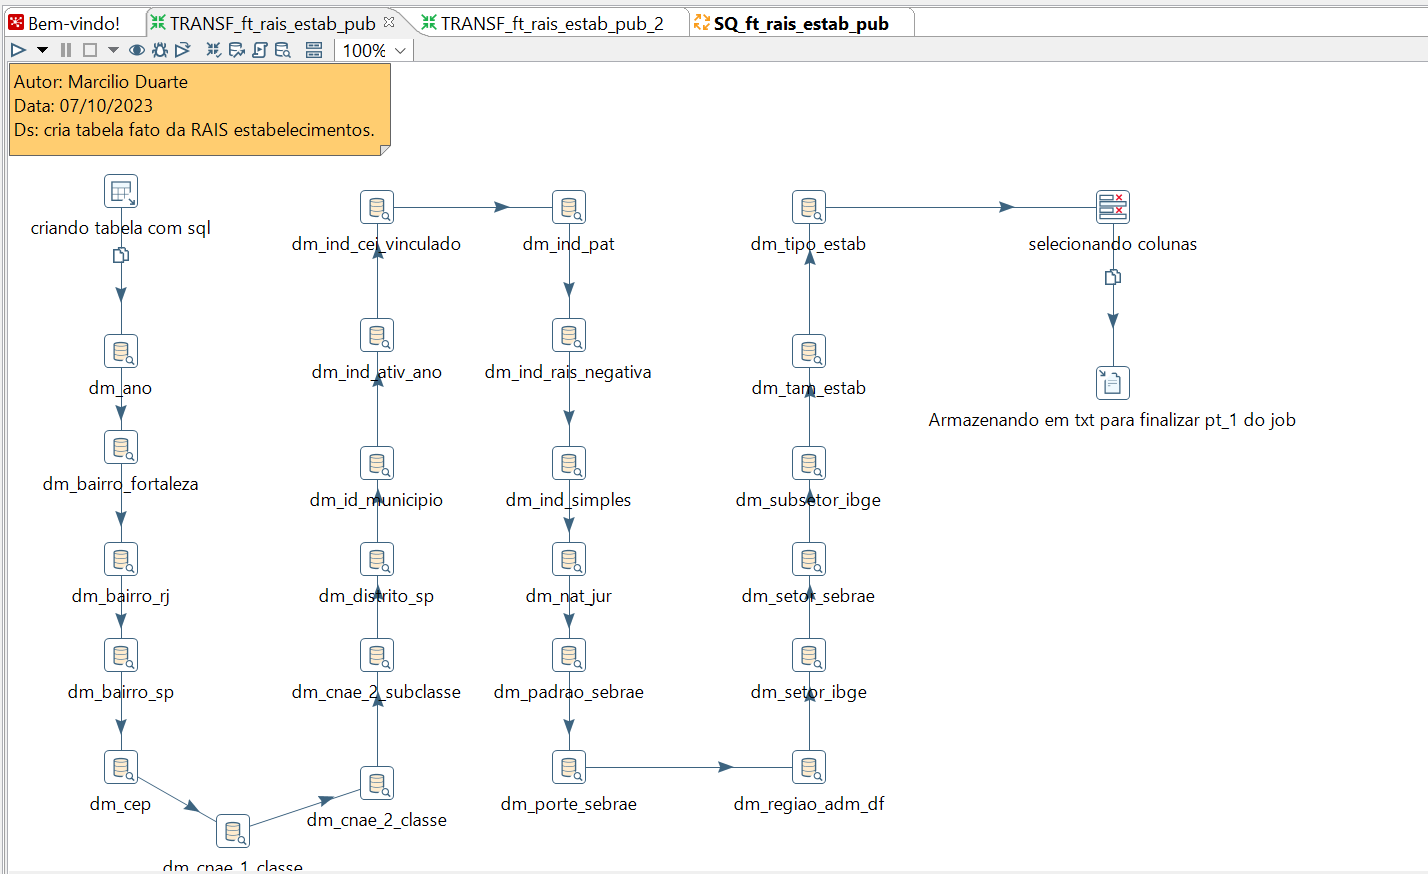 Bem-vindo!
TRANSF_ft_rais_estab_pub
TRANSF_ft_rais_estab_pub_2
SQ_ft_rais_estab_pub
100%
Autor: Marcilio Duarte
Data: 07/10/2023
Ds: cria tabela fato da RAIS estabelecimentos.
criando tabela com sql
dm_ano
dm_bairro_fortaleza
dm_bairro_rj
dm_bairro_sp
dm_cep
dm_cnae_1_classe
dm_cnae_2_classe
dm_cnae_2_subclasse
dm_distrito_sp
dm_id_municipio
dm_ind_ativ_ano
dm_ind_cei_vinculado
dm_ind_pat
dm_ind_rais_negativa
dm_ind_simples
dm_nat_jur
dm_padrao_sebrae
dm_porte_sebrae
dm_regiao_adm_df
dm_setor_ibge
dm_setor_sebrae
dm_subsetor_ibge
dm_tam_estab
dm_tipo_estab
selecionando colunas
Armazenando em txt para finalizar pt_1 do job